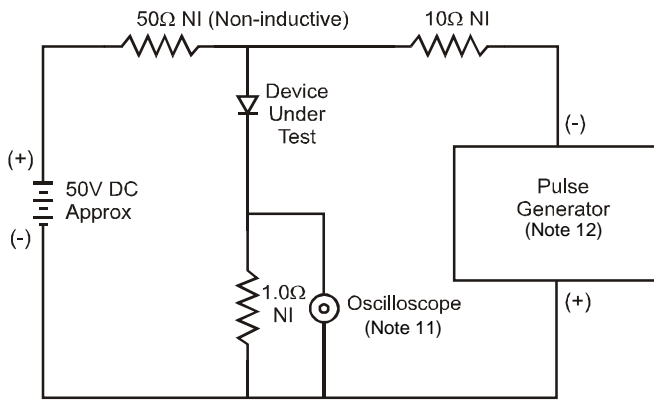 50Ω NI (Non-inductive)
10Ω NI
Device
Under
Test
(-)
(+)
50V DC
Approx
(-)
Pulse
Generator
(Note 12)
1.0Ω
NI
Oscilloscope
(Note 11)
(+)